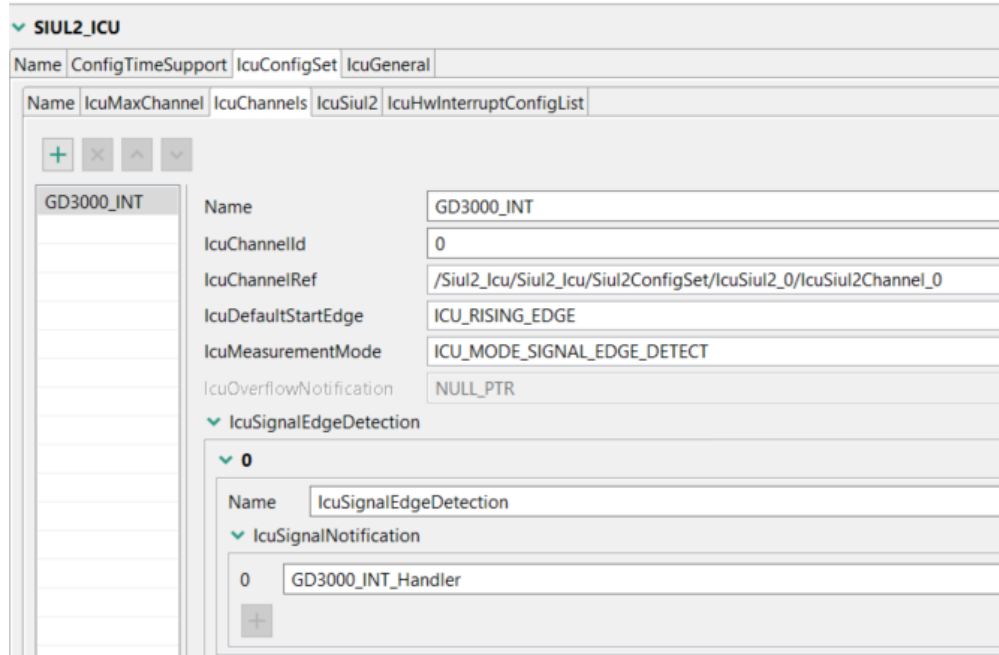 SIUL2_ICU
Name ConfigTimeSupport IcuConfigSet IcuGeneral
Name IcuMaxChannel IcuChannels IcuSiul2 IcuHwInterruptConfigList
GD3000_INT
Name GD3000_INT
IcuChannelId 0
IcuChannelRef /Siul2_Icu/Siul2_Icu/Siul2ConfigSet/IcuSiul2_0/IcuSiul2Channel_0
IcuDefaultStartEdge ICU_RISING_EDGE
IcuMeasurementMode ICU_MODE_SIGNAL_EDGE_DETECT
IcuOverflowNotification NULL_PTR
IcuSignalEdgeDetection
0
Name IcuSignalEdgeDetection
IcuSignalNotification
0 GD3000_INT_Handler